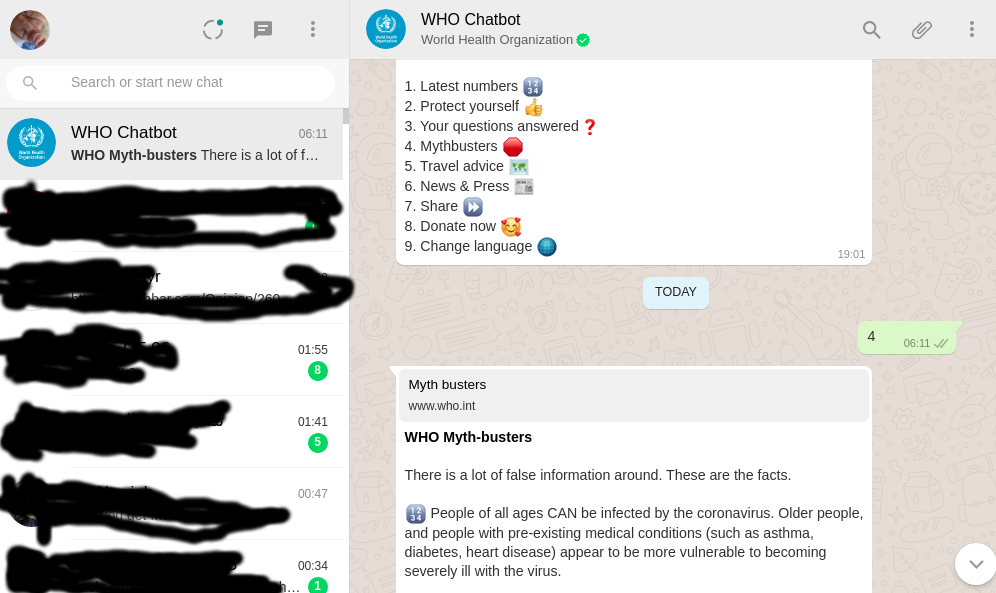 Search or start new chat
WHO Chatbot
06:11
WHO Myth-busters There is a lot of f…
01:55
8
01:41
5
00:47
00:34
1
WHO Chatbot
World Health Organization
1. Latest numbers 🔢
2. Protect yourself 👍
3. Your questions answered ❓
4. Mythbusters 🛑
5. Travel advice 🗺️
6. News & Press 📰
7. Share ⏩
8. Donate now 🥰
9. Change language 🌐
19:01
TODAY
4
06:11
Myth busters
www.who.int
WHO Myth-busters
There is a lot of false information around. These are the facts.
🔢 People of all ages CAN be infected by the coronavirus. Older people,
and people with pre-existing medical conditions (such as asthma,
diabetes, heart disease) appear to be more vulnerable to becoming
severely ill with the virus.